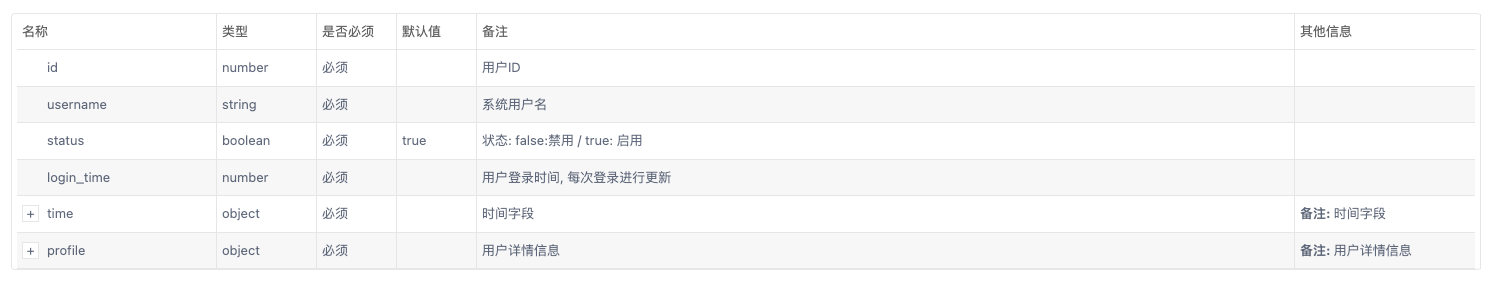 名称 类型 是否必须 默认值 备注 其他信息
id number 必须 用户ID
username string 必须 系统用户名
status boolean 必须 true 状态: false:禁用 / true: 启用
login_time number 必须 用户登录时间, 每次登录进行更新
+ time object 必须 时间字段 备注: 时间字段
+ profile object 必须 用户详情信息 备注: 用户详情信息